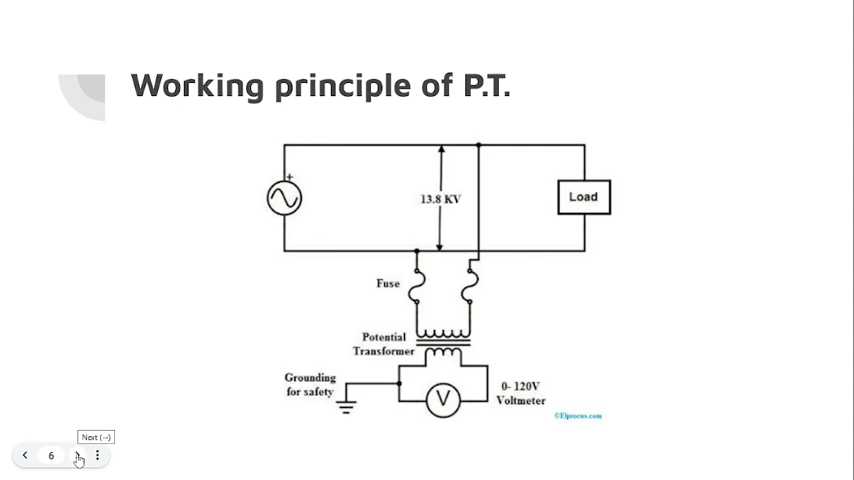 Working principle of P.T.
+
13.8 KV
Load
Fuse
Potential
Transformer
Grounding
for safety
V
0- 120V
Voltmeter
©Elprocus.com
Next (→)
6